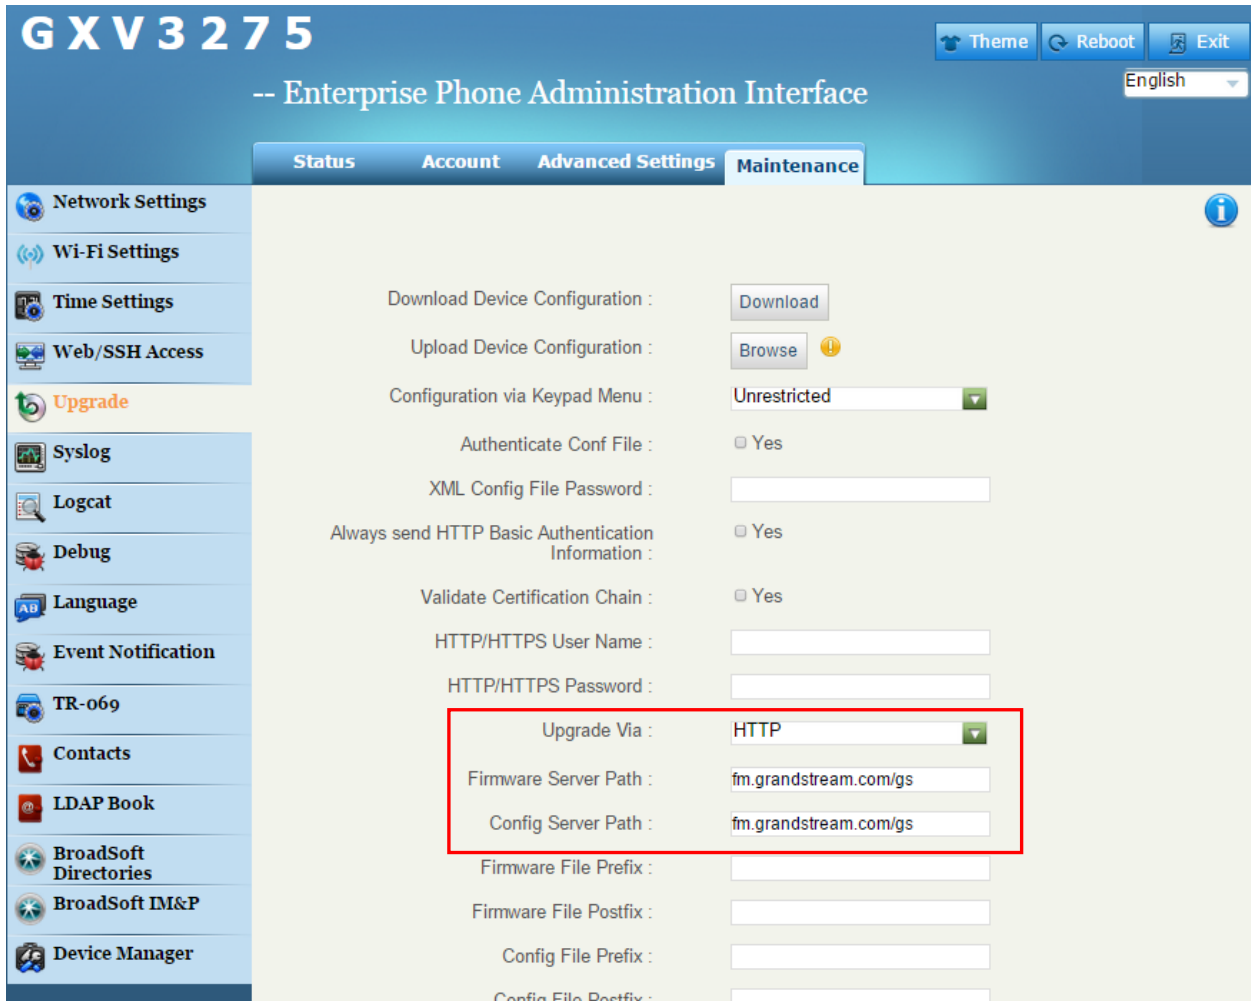 GXV3275
Theme
Reboot
Exit
-- Enterprise Phone Administration Interface
English
Status
Account
Advanced Settings
Maintenance
Network Settings
Wi-Fi Settings
Time Settings
Web/SSH Access
Upgrade
Syslog
Logcat
Debug
Language
Event Notification
TR-069
Contacts
LDAP Book
BroadSoft
Directories
BroadSoft IM&P
Device Manager
Download Device Configuration : Download
Upload Device Configuration : Browse
Configuration via Keypad Menu : Unrestricted
Authenticate Conf File : Yes
XML Config File Password :
Always send HTTP Basic Authentication
Information : Yes
Validate Certification Chain : Yes
HTTP/HTTPS User Name :
HTTP/HTTPS Password :
Upgrade Via : HTTP
Firmware Server Path : fm.grandstream.com/gs
Config Server Path : fm.grandstream.com/gs
Firmware File Prefix :
Firmware File Postfix :
Config File Prefix :
Config File Postfix :